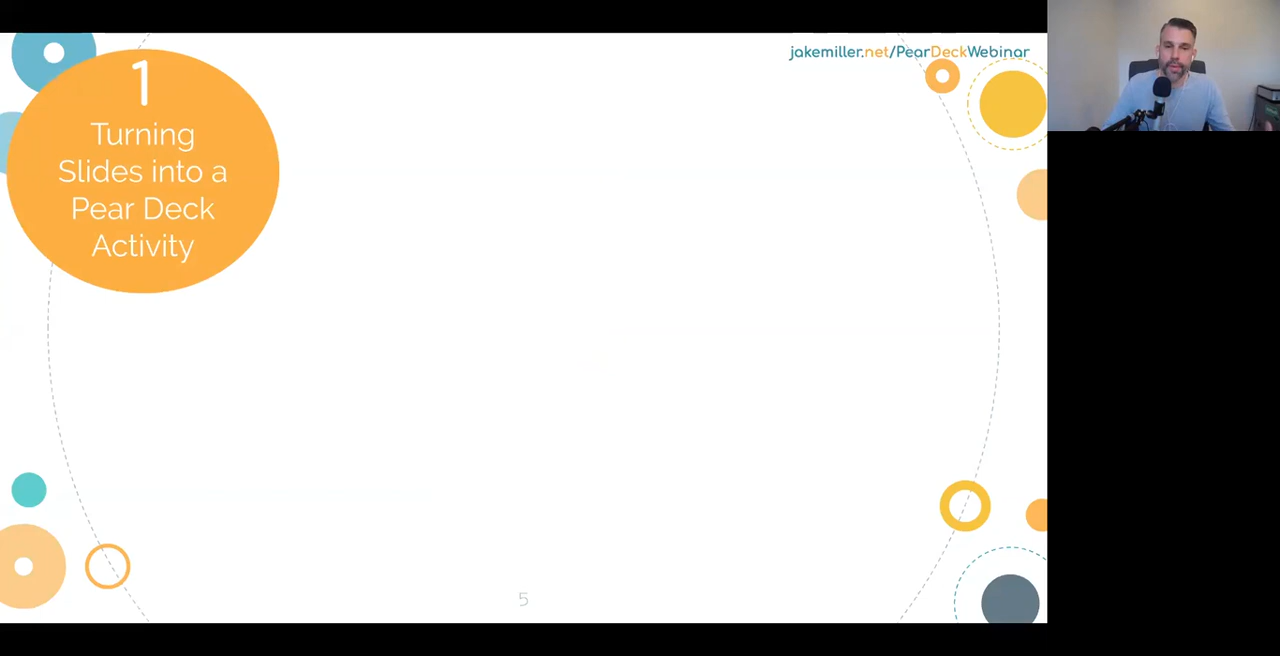 1
Turning
Slides into a
Pear Deck
Activity
jakemiller.net/PearDeckWebinar
5